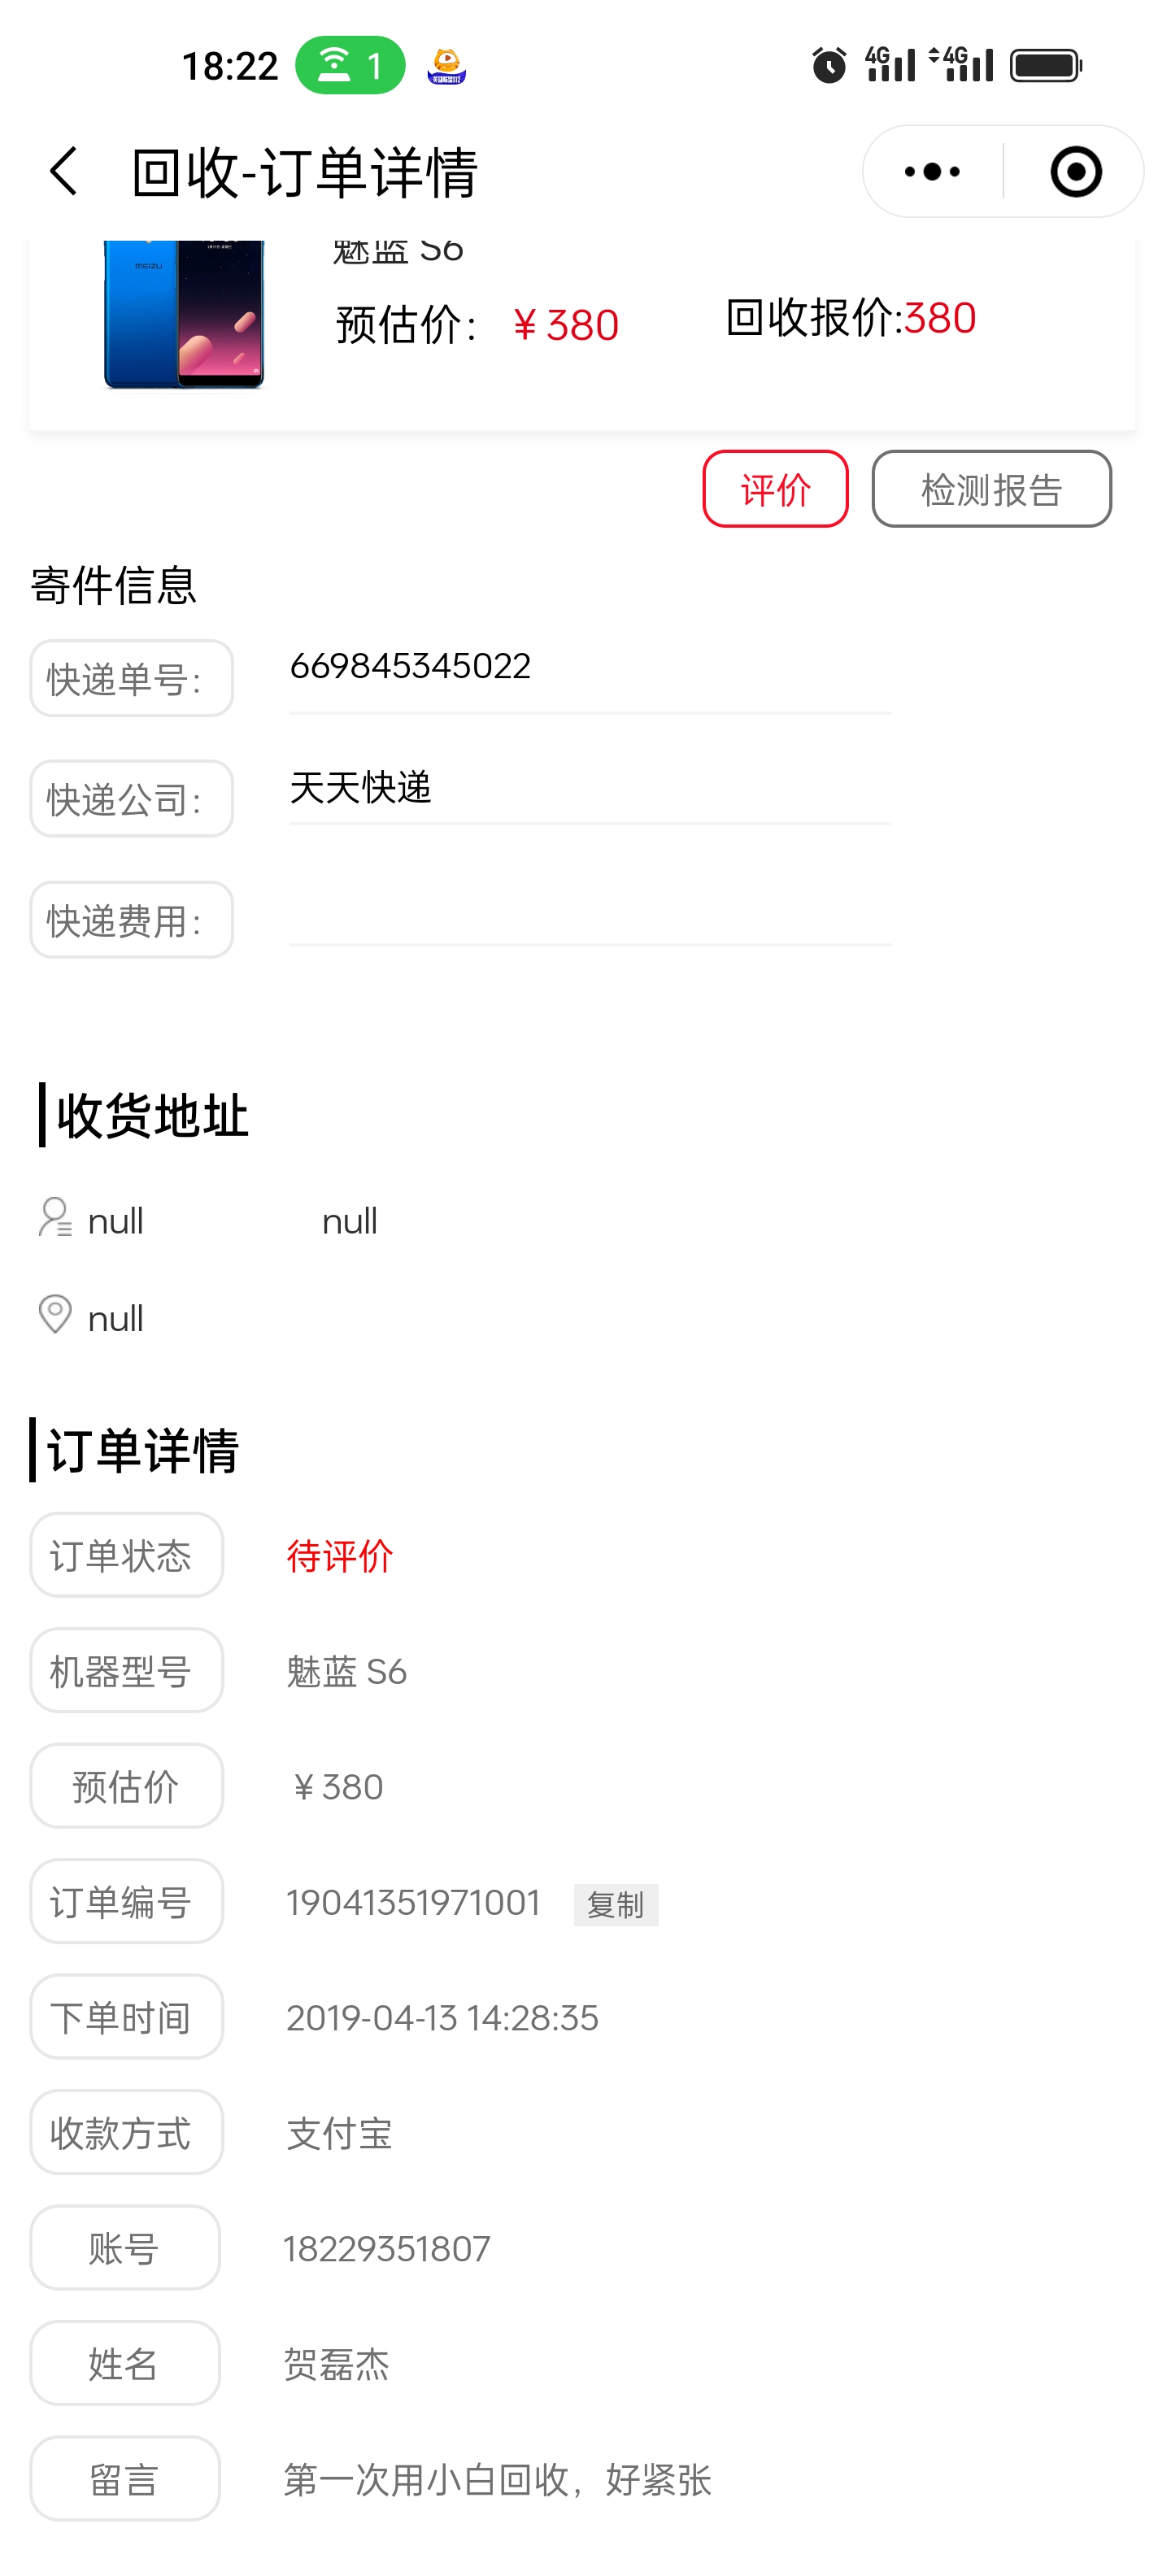 18:22 1 4G 4G
回收-订单详情
MEIZU
魅蓝 S6
预估价： ¥380 回收报价:380
评价 检测报告
寄件信息
快递单号： 669845345022
快递公司： 天天快递
快递费用：
收货地址
null null
null
订单详情
订单状态 待评价
机器型号 魅蓝 S6
预估价 ¥380
订单编号 19041351971001 复制
下单时间 2019-04-13 14:28:35
收款方式 支付宝
账号 18229351807
姓名 贺磊杰
留言 第一次用小白回收，好紧张